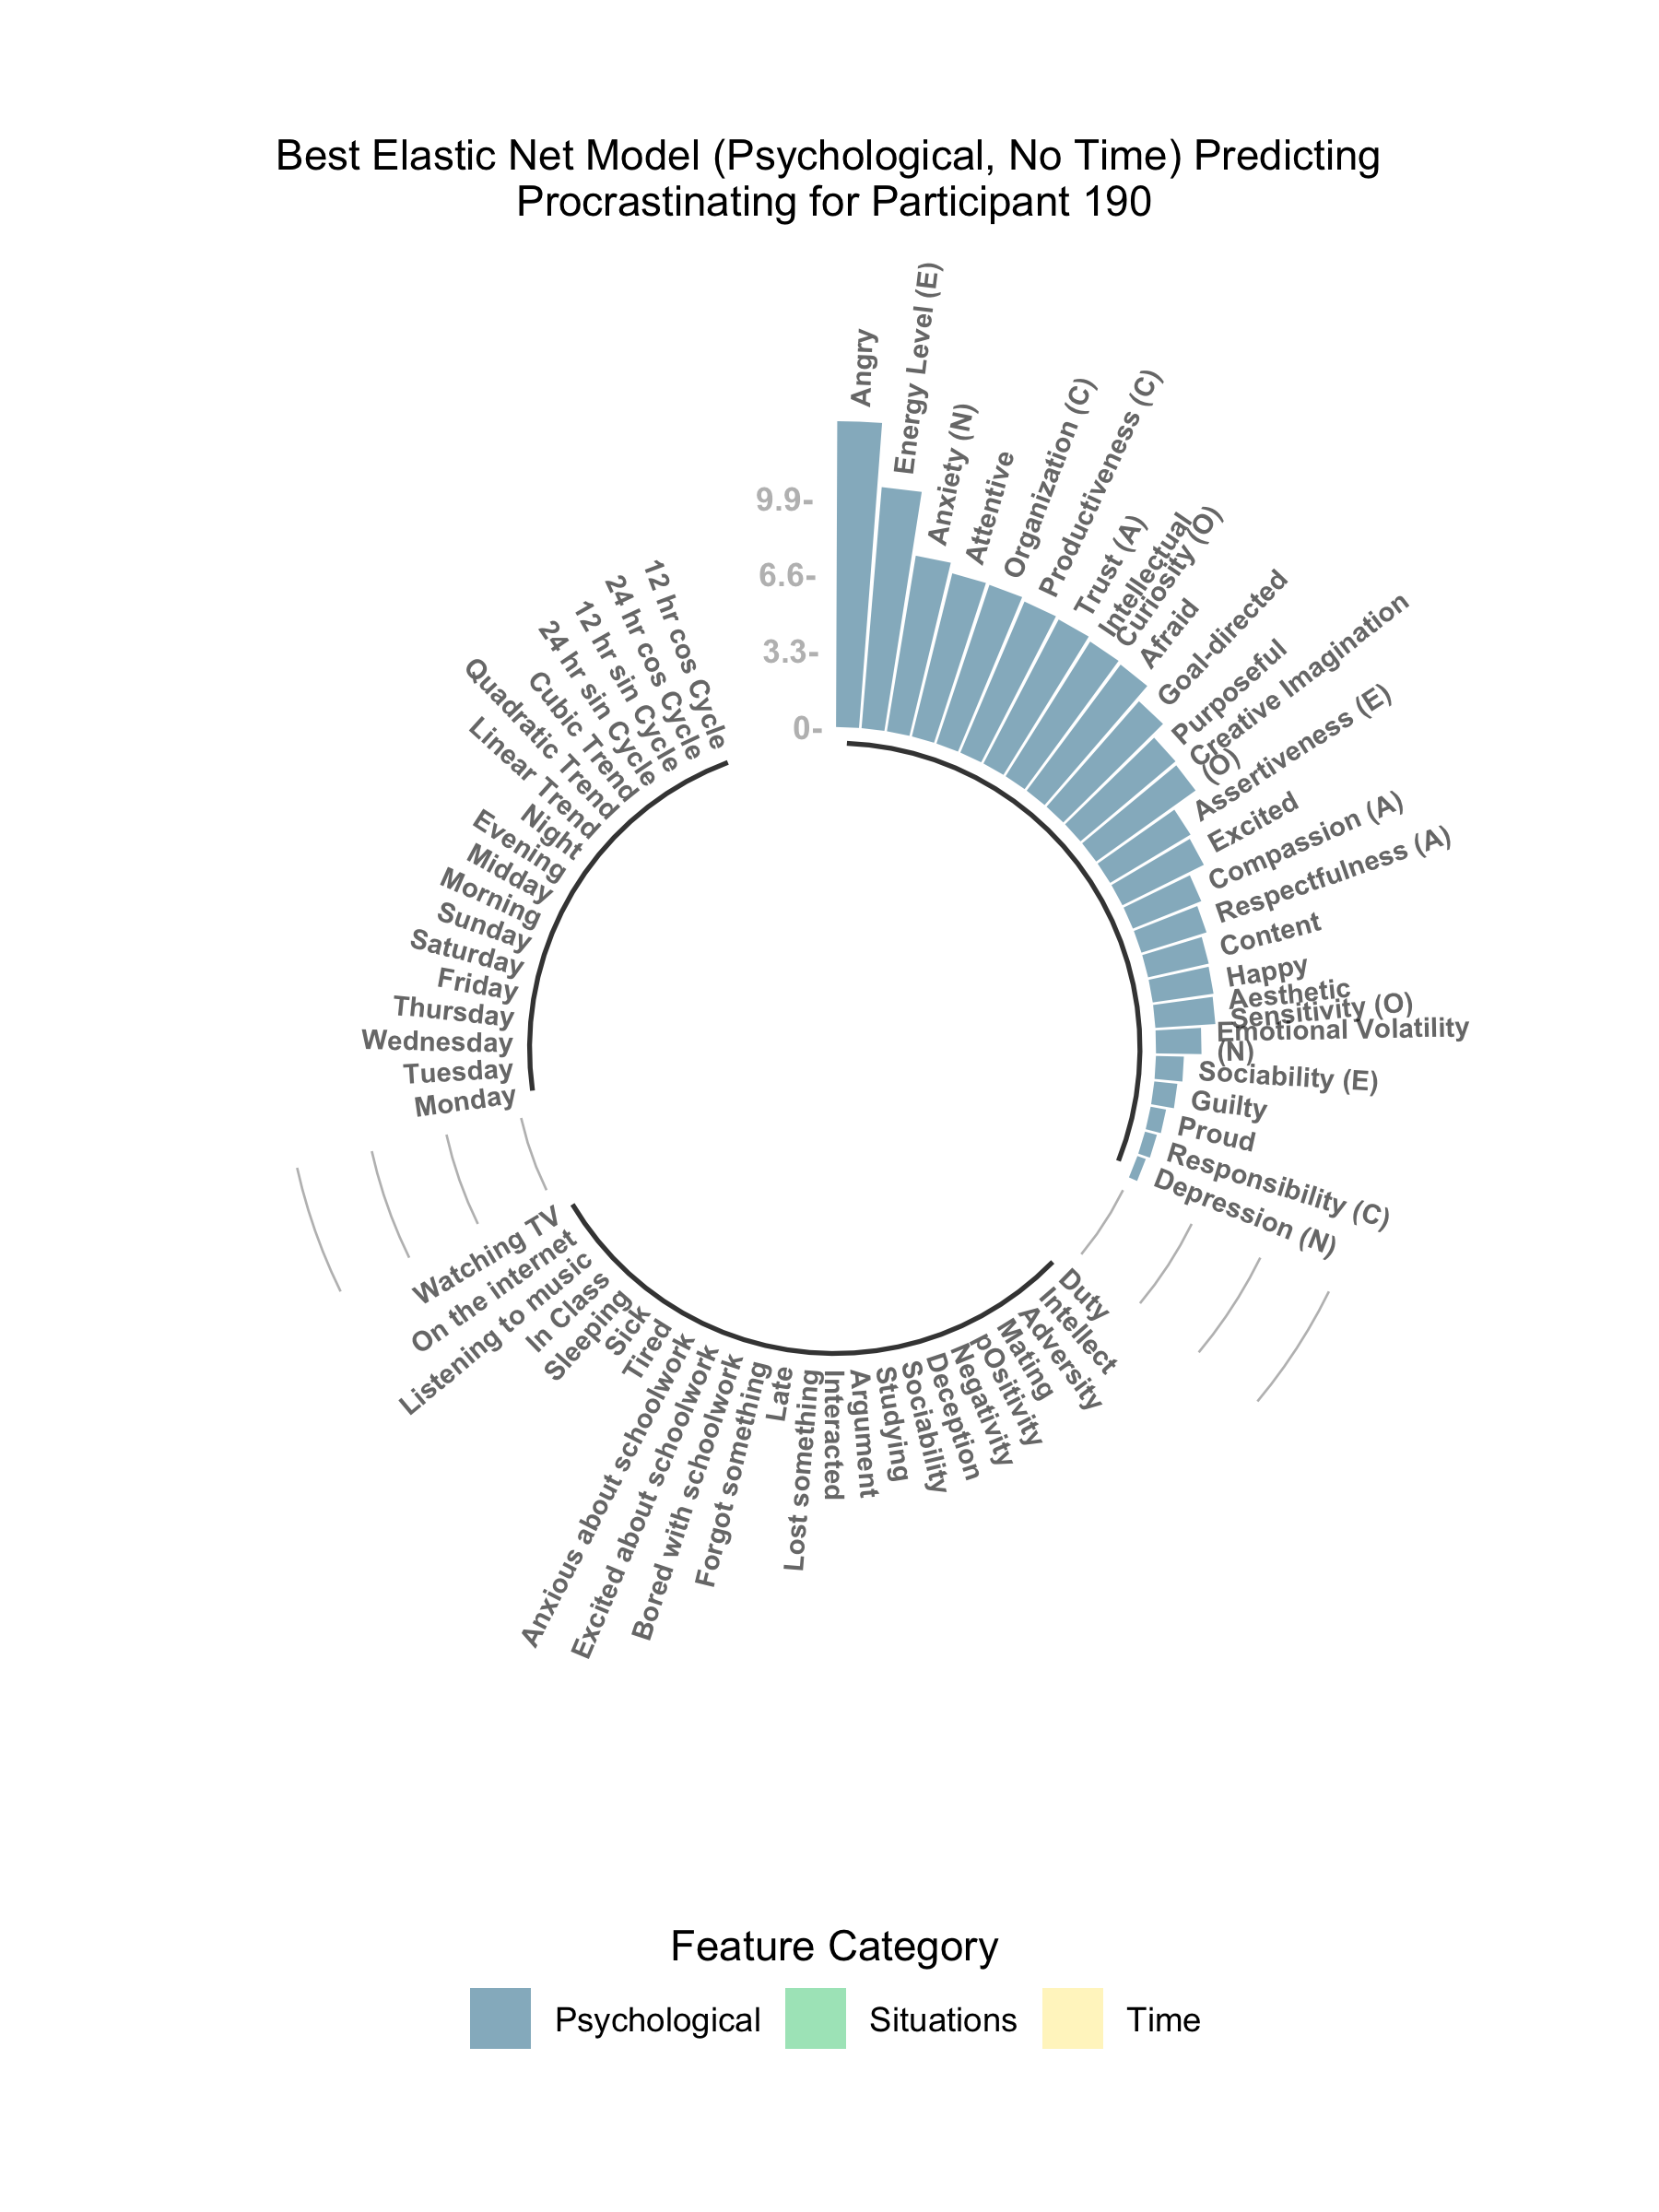 Best Elastic Net Model (Psychological, No Time) Predicting
Procrastinating for Participant 190
9.9-
6.6-
3.3-
0-
Angry
Energy Level (E)
Anxiety (N)
Attentive
Organization (C)
Productiveness (C)
Trust (A)
Intellectual
Curiosity (O)
Afraid
Goal-directed
Purposeful
Creative Imagination
(O)
Assertiveness (E)
Excited
Compassion (A)
Respectfulness (A)
Content
Happy
Aesthetic
Sensitivity (O)
Emotional Volatility
(N)
Sociability (E)
Guilty
Proud
Responsibility (C)
Depression (N)
Duty
Intellect
Adversity
Mating
pOsitivity
Negativity
Deception
Sociability
Studying
Argument
Interacted
Lost something
Late
Forgot something
Bored with schoolwork
Excited about schoolwork
Anxious about schoolwork
Tired
Sick
Sleeping
In Class
Listening to music
On the internet
Watching TV
Monday
Tuesday
Wednesday
Thursday
Friday
Saturday
Sunday
Morning
Midday
Evening
Night
Linear Trend
Quadratic Trend
Cubic Trend
24 hr sin Cycle
12 hr sin Cycle
24 hr cos Cycle
12 hr cos Cycle
Feature Category
Psychological
Situations
Time